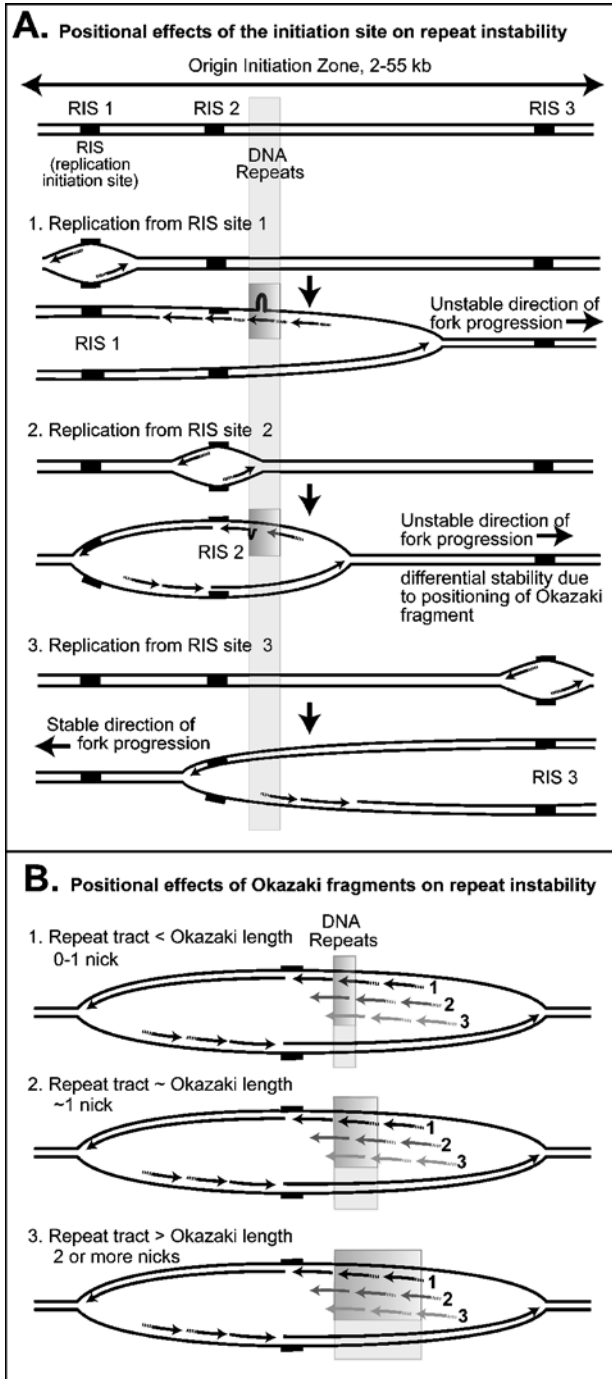 A. Positional effects of the initiation site on repeat instability
Origin Initiation Zone, 2-55 kb
RIS 1 RIS 2 RIS 3
RIS
(replication
initiation site)
DNA
Repeats
1. Replication from RIS site 1
Unstable direction of
fork progression
RIS 1
2. Replication from RIS site 2
Unstable direction of
fork progression
RIS 2
differential stability due
to positioning of Okazaki
fragment
3. Replication from RIS site 3
Stable direction of
fork progression
RIS 3
B. Positional effects of Okazaki fragments on repeat instability
DNA
Repeats
1. Repeat tract < Okazaki length
0-1 nick
1
2
3
2. Repeat tract ~ Okazaki length
~1 nick
1
2
3
3. Repeat tract > Okazaki length
2 or more nicks
1
2
3